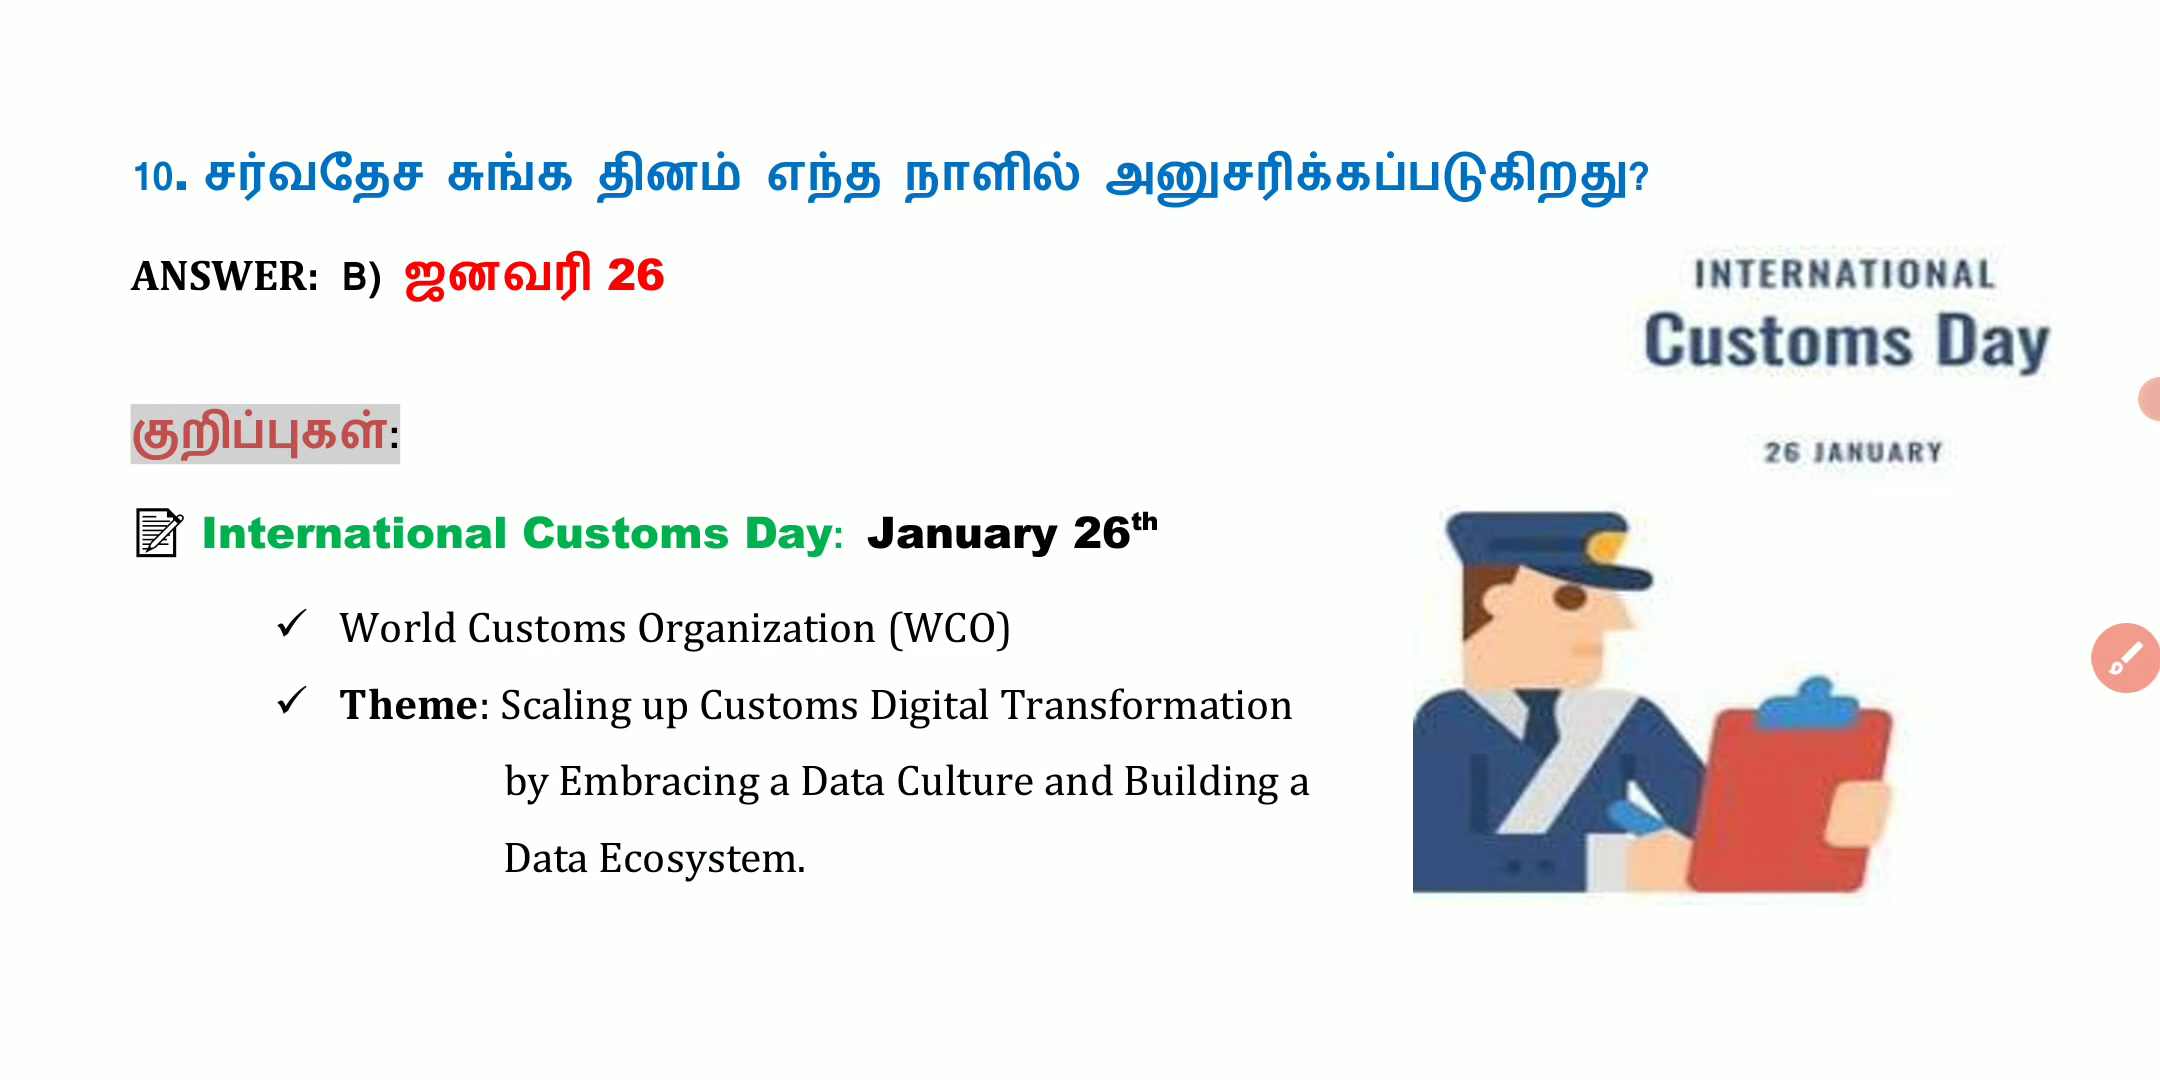 10. சர்வதேச சுங்க தினம் எந்த நாளில் அனுசரிக்கப்படுகிறது?
ANSWER: B) ஜனவரி 26
INTERNATIONAL
Customs Day
26 JANUARY
குறிப்புகள்:
International Customs Day: January 26th
✓ World Customs Organization (WCO)
✓ Theme: Scaling up Customs Digital Transformation
by Embracing a Data Culture and Building a
Data Ecosystem.